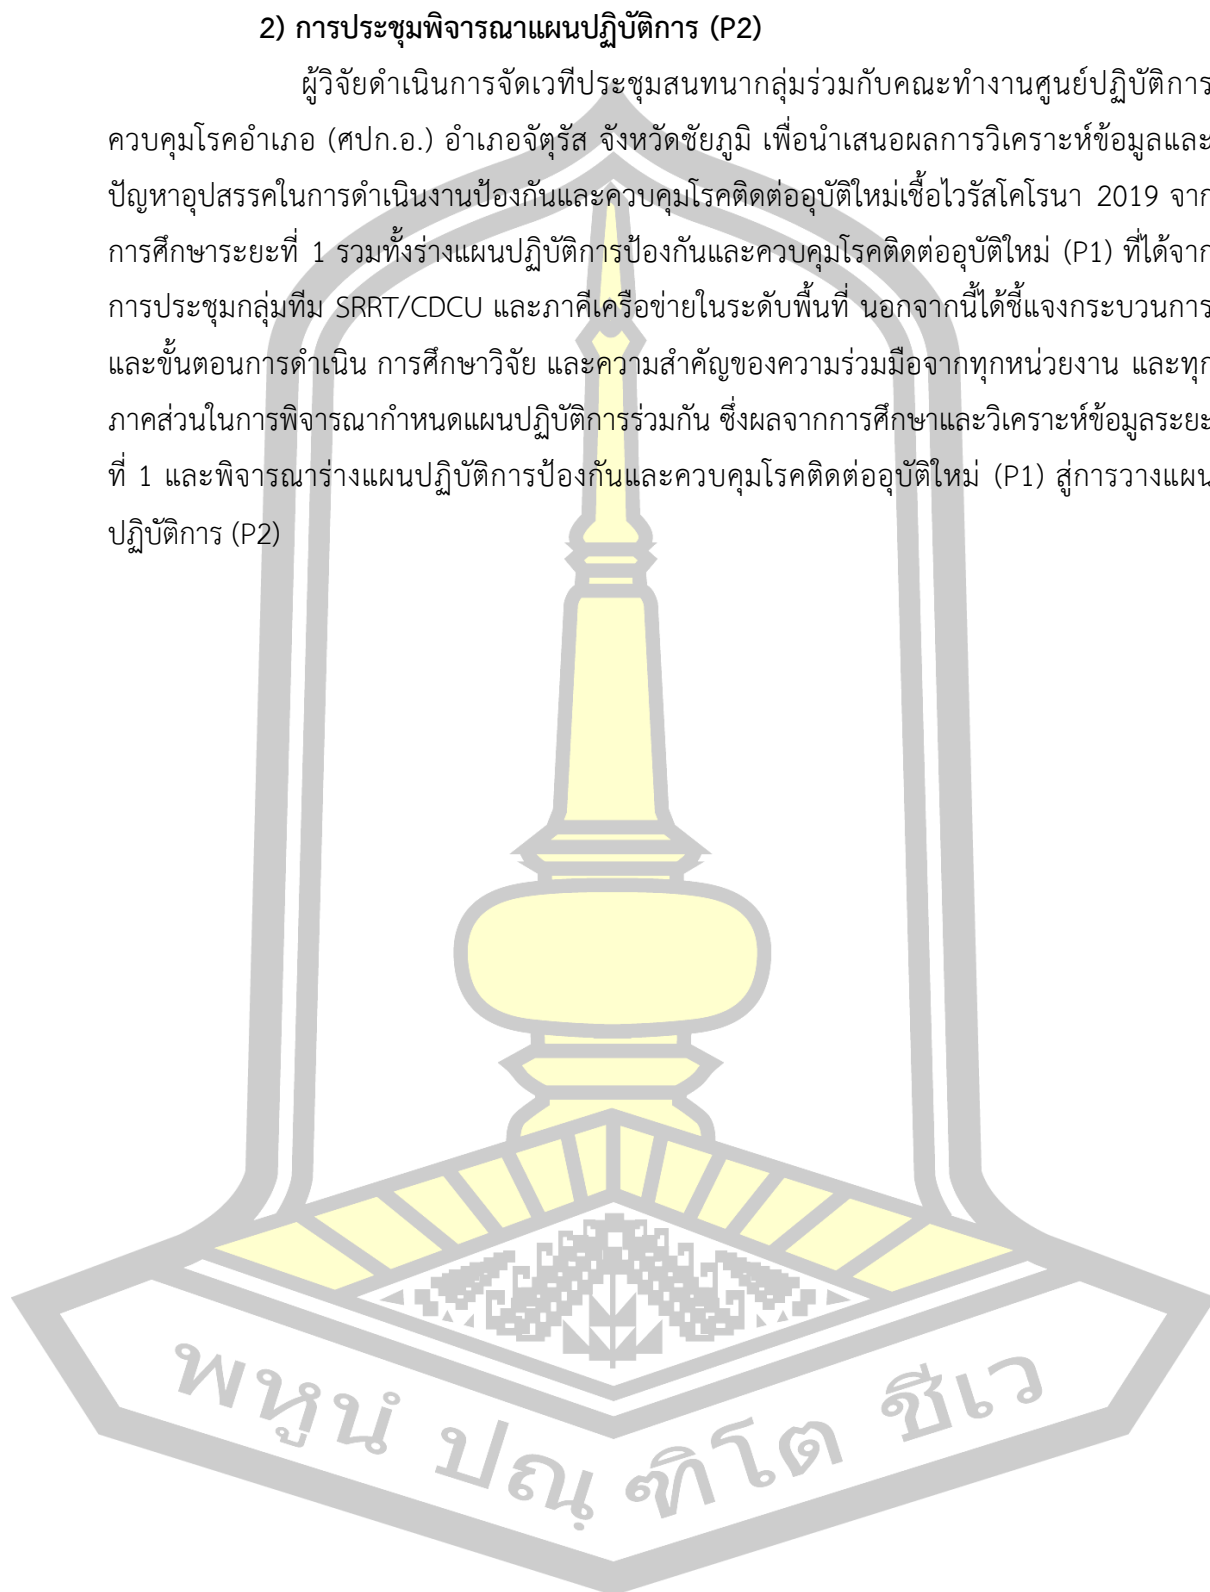 2) การประชุมพิจารณาแผนปฏิบัติการ (P2)
ผู้วิจัยดำเนินการจัดเวทีประชุมสนทนากลุ่มร่วมกับคณะทำงานศูนย์ปฏิบัติการ
ควบคุมโรคอำเภอ (ศปก.อ.) อำเภอจัตุรัส จังหวัดชัยภูมิ เพื่อนำเสนอผลการวิเคราะห์ข้อมูลและ
ปัญหาอุปสรรคในการดำเนินงานป้องกันและควบคุมโรคติดต่ออุบัติใหม่เชื้อไวรัสโคโรนา 2019 จาก
การศึกษาระยะที่ 1 รวมทั้งร่างแผนปฏิบัติการป้องกันและควบคุมโรคติดต่ออุบัติใหม่ (P1) ที่ได้จาก
การประชุมกลุ่มทีม SRRT/CDCU และภาคีเครือข่ายในระดับพื้นที่ นอกจากนี้ได้ชี้แจงกระบวนการ
และขั้นตอนการดำเนิน การศึกษาวิจัย และความสำคัญของความร่วมมือจากทุกหน่วยงาน และทุก
ภาคส่วนในการพิจารณากำหนดแผนปฏิบัติการร่วมกัน ซึ่งผลจากการศึกษาและวิเคราะห์ข้อมูลระยะ
ที่ 1 และพิจารณาร่างแผนปฏิบัติการป้องกันและควบคุมโรคติดต่ออุบัติใหม่ (P1) สู่การวางแผน
ปฏิบัติการ (P2)
พหูนํ ปณฺ ฑิโต ชีเว